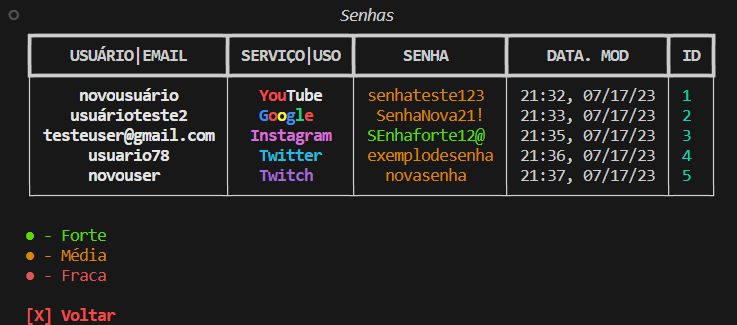 Senhas
USUÁRIO|EMAIL SERVIÇO|USO SENHA DATA. MOD ID
novousuário YouTube senhateste123 21:32, 07/17/23 1
usuárioteste2 Google SenhaNova21! 21:33, 07/17/23 2
testeuser@gmail.com Instagram SEnhaforte12@ 21:35, 07/17/23 3
usuario78 Twitter exemplodesenha 21:36, 07/17/23 4
novouser Twitch novasenha 21:37, 07/17/23 5
● - Forte
● - Média
● - Fraca
[X] Voltar